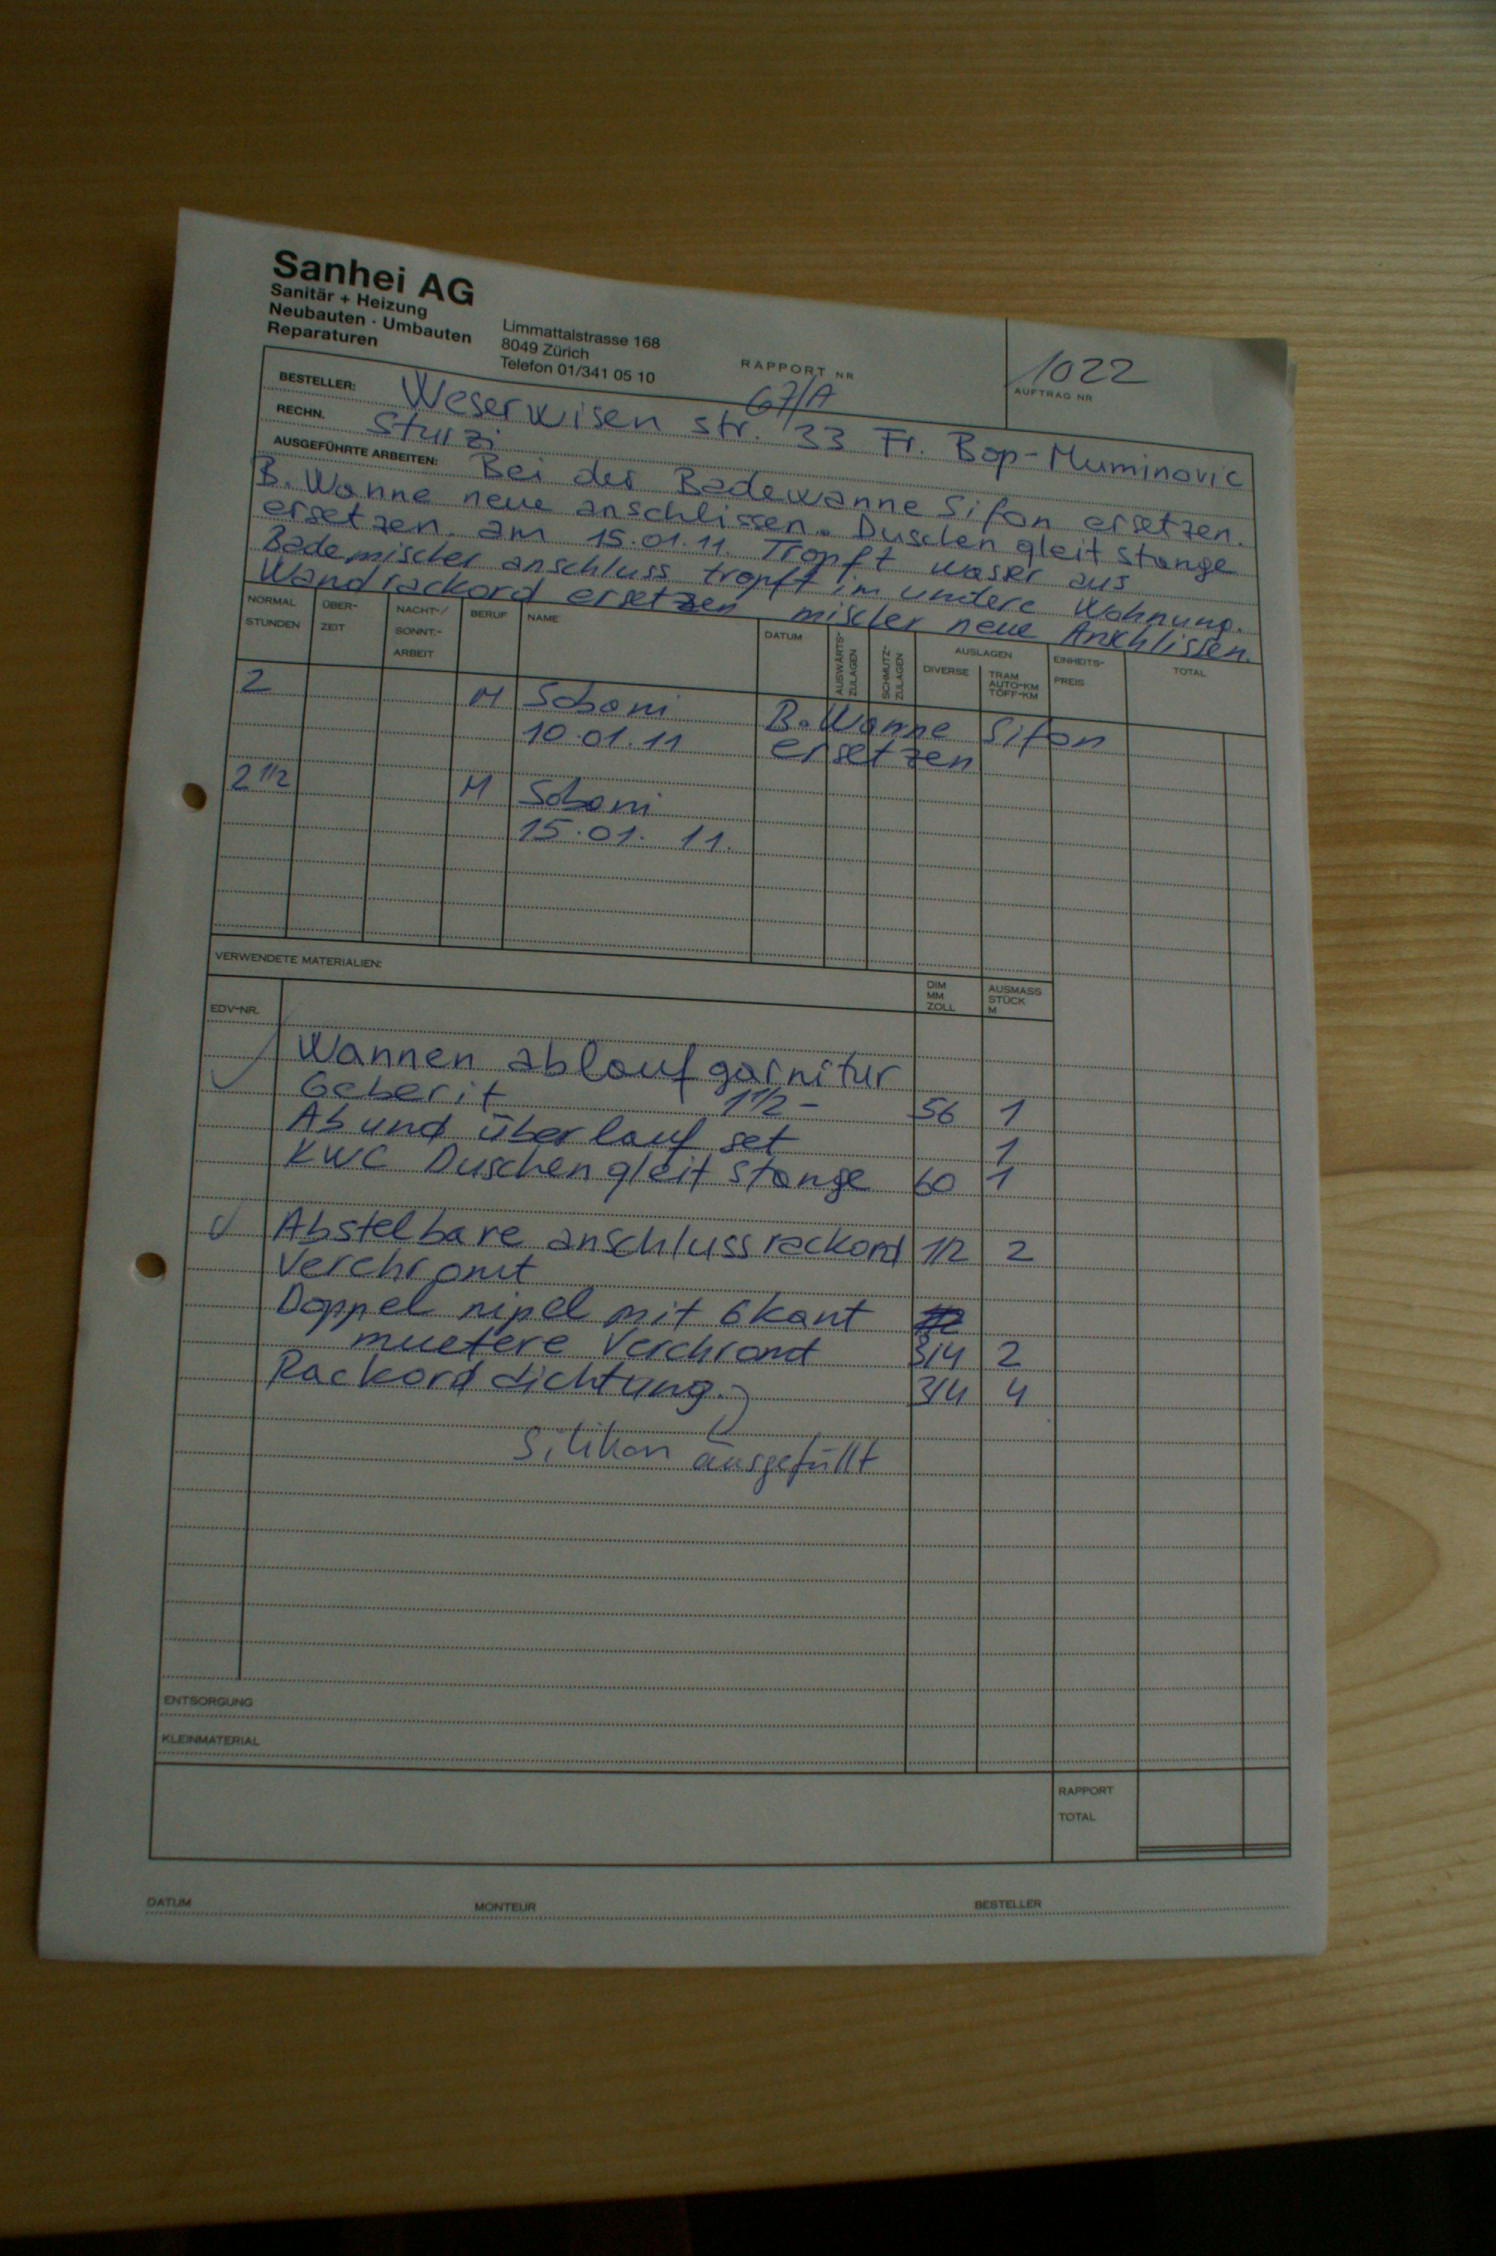 Sanhei AG
Sanitär + Heizung
Neubauten · Umbauten
Reparaturen
Limmattalstrasse 168
8049 Zürich
Telefon 01/341 05 10
RAPPORT NR
67/A
1022
AUFTRAG NR
BESTELLER: Weserwisen str. 33 Fr. Bop-Muminovic
RECHN. Sturzi
AUSGEFÜHRTE ARBEITEN: Bei der Badewanne Sifon ersetzen.
B. Wanne neue anschlissen. Duschen gleit stange
ersetzen. am 15.01.11. Tropft waser aus
Bademischer anschluss tropft im undere Wohnung.
Wandrackord ersetzen mischer neue Anschlissen.
NORMAL STUNDEN ÜBER-ZEIT NACHT-/ SONNT.- ARBEIT BERUF NAME DATUM AUSWÄRTS-ZULAGEN SCHMUTZ-ZULAGEN AUSLAGEN DIVERSE TRAM AUTO-KM TÖFF-KM EINHEITS-PREIS TOTAL
2 M Sobani B. Wanne Sifon
10.01.11 ersetzen
2 1/2 M Sobani
15.01. 11.
VERWENDETE MATERIALIEN:
EDV-NR. DIM MM ZOLL AUSMASS STÜCK M
Wannen ablauf garnitur
Geberit 1 1/2 - 56 1
Ab und überlauf set 1
KWC Duschengleit stange 60 1
Abstelbare anschlussrackord 1/2 2
Verchromt
Doppel nipel mit 6kant
muetere Verchromt 3/4 2
Rackord dichtung. 3/4 4
Silikon ausgefüllt
ENTSORGUNG
KLEINMATERIAL
RAPPORT
TOTAL
DATUM MONTEUR BESTELLER